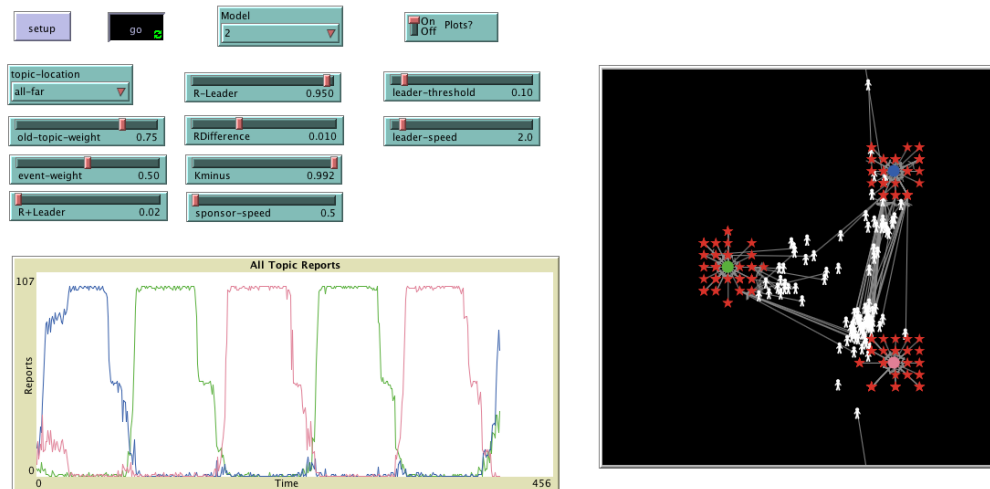 setup
go
Model
2
On
Off
Plots?
topic-location
all-far
R-Leader 0.950
leader-threshold 0.10
old-topic-weight 0.75
RDifference 0.010
leader-speed 2.0
event-weight 0.50
Kminus 0.992
R+Leader 0.02
sponsor-speed 0.5
All Topic Reports
107
Reports
0
0
Time
456